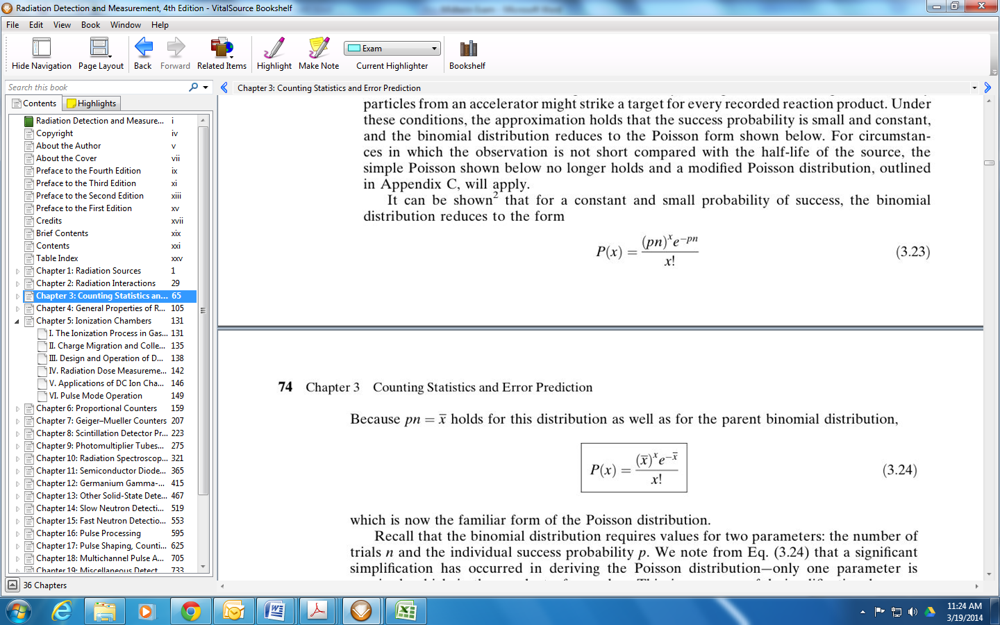 Radiation Detection and Measurement, 4th Edition - VitalSource Bookshelf
File Edit View Book Window Help
Hide Navigation Page Layout Back Forward Related Items Highlight Make Note Exam Current Highlighter Bookshelf
Search this book
Chapter 3: Counting Statistics and Error Prediction
Contents Highlights
Radiation Detection and Measure... i
Copyright iv
About the Author v
About the Cover vii
Preface to the Fourth Edition ix
Preface to the Third Edition xi
Preface to the Second Edition xiii
Preface to the First Edition xv
Credits xvii
Brief Contents xix
Contents xxi
Table Index xxv
Chapter 1: Radiation Sources 1
Chapter 2: Radiation Interactions 29
Chapter 3: Counting Statistics an... 65
Chapter 4: General Properties of R... 105
Chapter 5: Ionization Chambers 131
I. The Ionization Process in Gas... 131
II. Charge Migration and Colle... 135
III. Design and Operation of D... 138
IV. Radiation Dose Measureme... 142
V. Applications of DC Ion Cha... 146
VI. Pulse Mode Operation 149
Chapter 6: Proportional Counters 159
Chapter 7: Geiger–Mueller Counters 207
Chapter 8: Scintillation Detector Pr... 223
Chapter 9: Photomultiplier Tubes... 275
Chapter 10: Radiation Spectroscop... 321
Chapter 11: Semiconductor Diode... 365
Chapter 12: Germanium Gamma-... 415
Chapter 13: Other Solid-State Dete... 467
Chapter 14: Slow Neutron Detecti... 519
Chapter 15: Fast Neutron Detectio... 553
Chapter 16: Pulse Processing 595
Chapter 17: Pulse Shaping, Counti... 625
Chapter 18: Multichannel Pulse A... 705
Chapter 19: Miscellaneous Detect... 733
36 Chapters
particles from an accelerator might strike a target for every recorded reaction product. Under
these conditions, the approximation holds that the success probability is small and constant,
and the binomial distribution reduces to the Poisson form shown below. For circumstan-
ces in which the observation is not short compared with the half-life of the source, the
simple Poisson shown below no longer holds and a modified Poisson distribution, outlined
in Appendix C, will apply.
It can be shown² that for a constant and small probability of success, the binomial
distribution reduces to the form
P(x) = (pn)ˣe⁻ᵖⁿ / x! (3.23)
74 Chapter 3 Counting Statistics and Error Prediction
Because pn = x̅ holds for this distribution as well as for the parent binomial distribution,
P(x) = (x̅)ˣe^−x̅ / x! (3.24)
which is now the familiar form of the Poisson distribution.
Recall that the binomial distribution requires values for two parameters: the number of
trials n and the individual success probability p. We note from Eq. (3.24) that a significant
simplification has occurred in deriving the Poisson distribution—only one parameter is
11:24 AM
3/19/2014